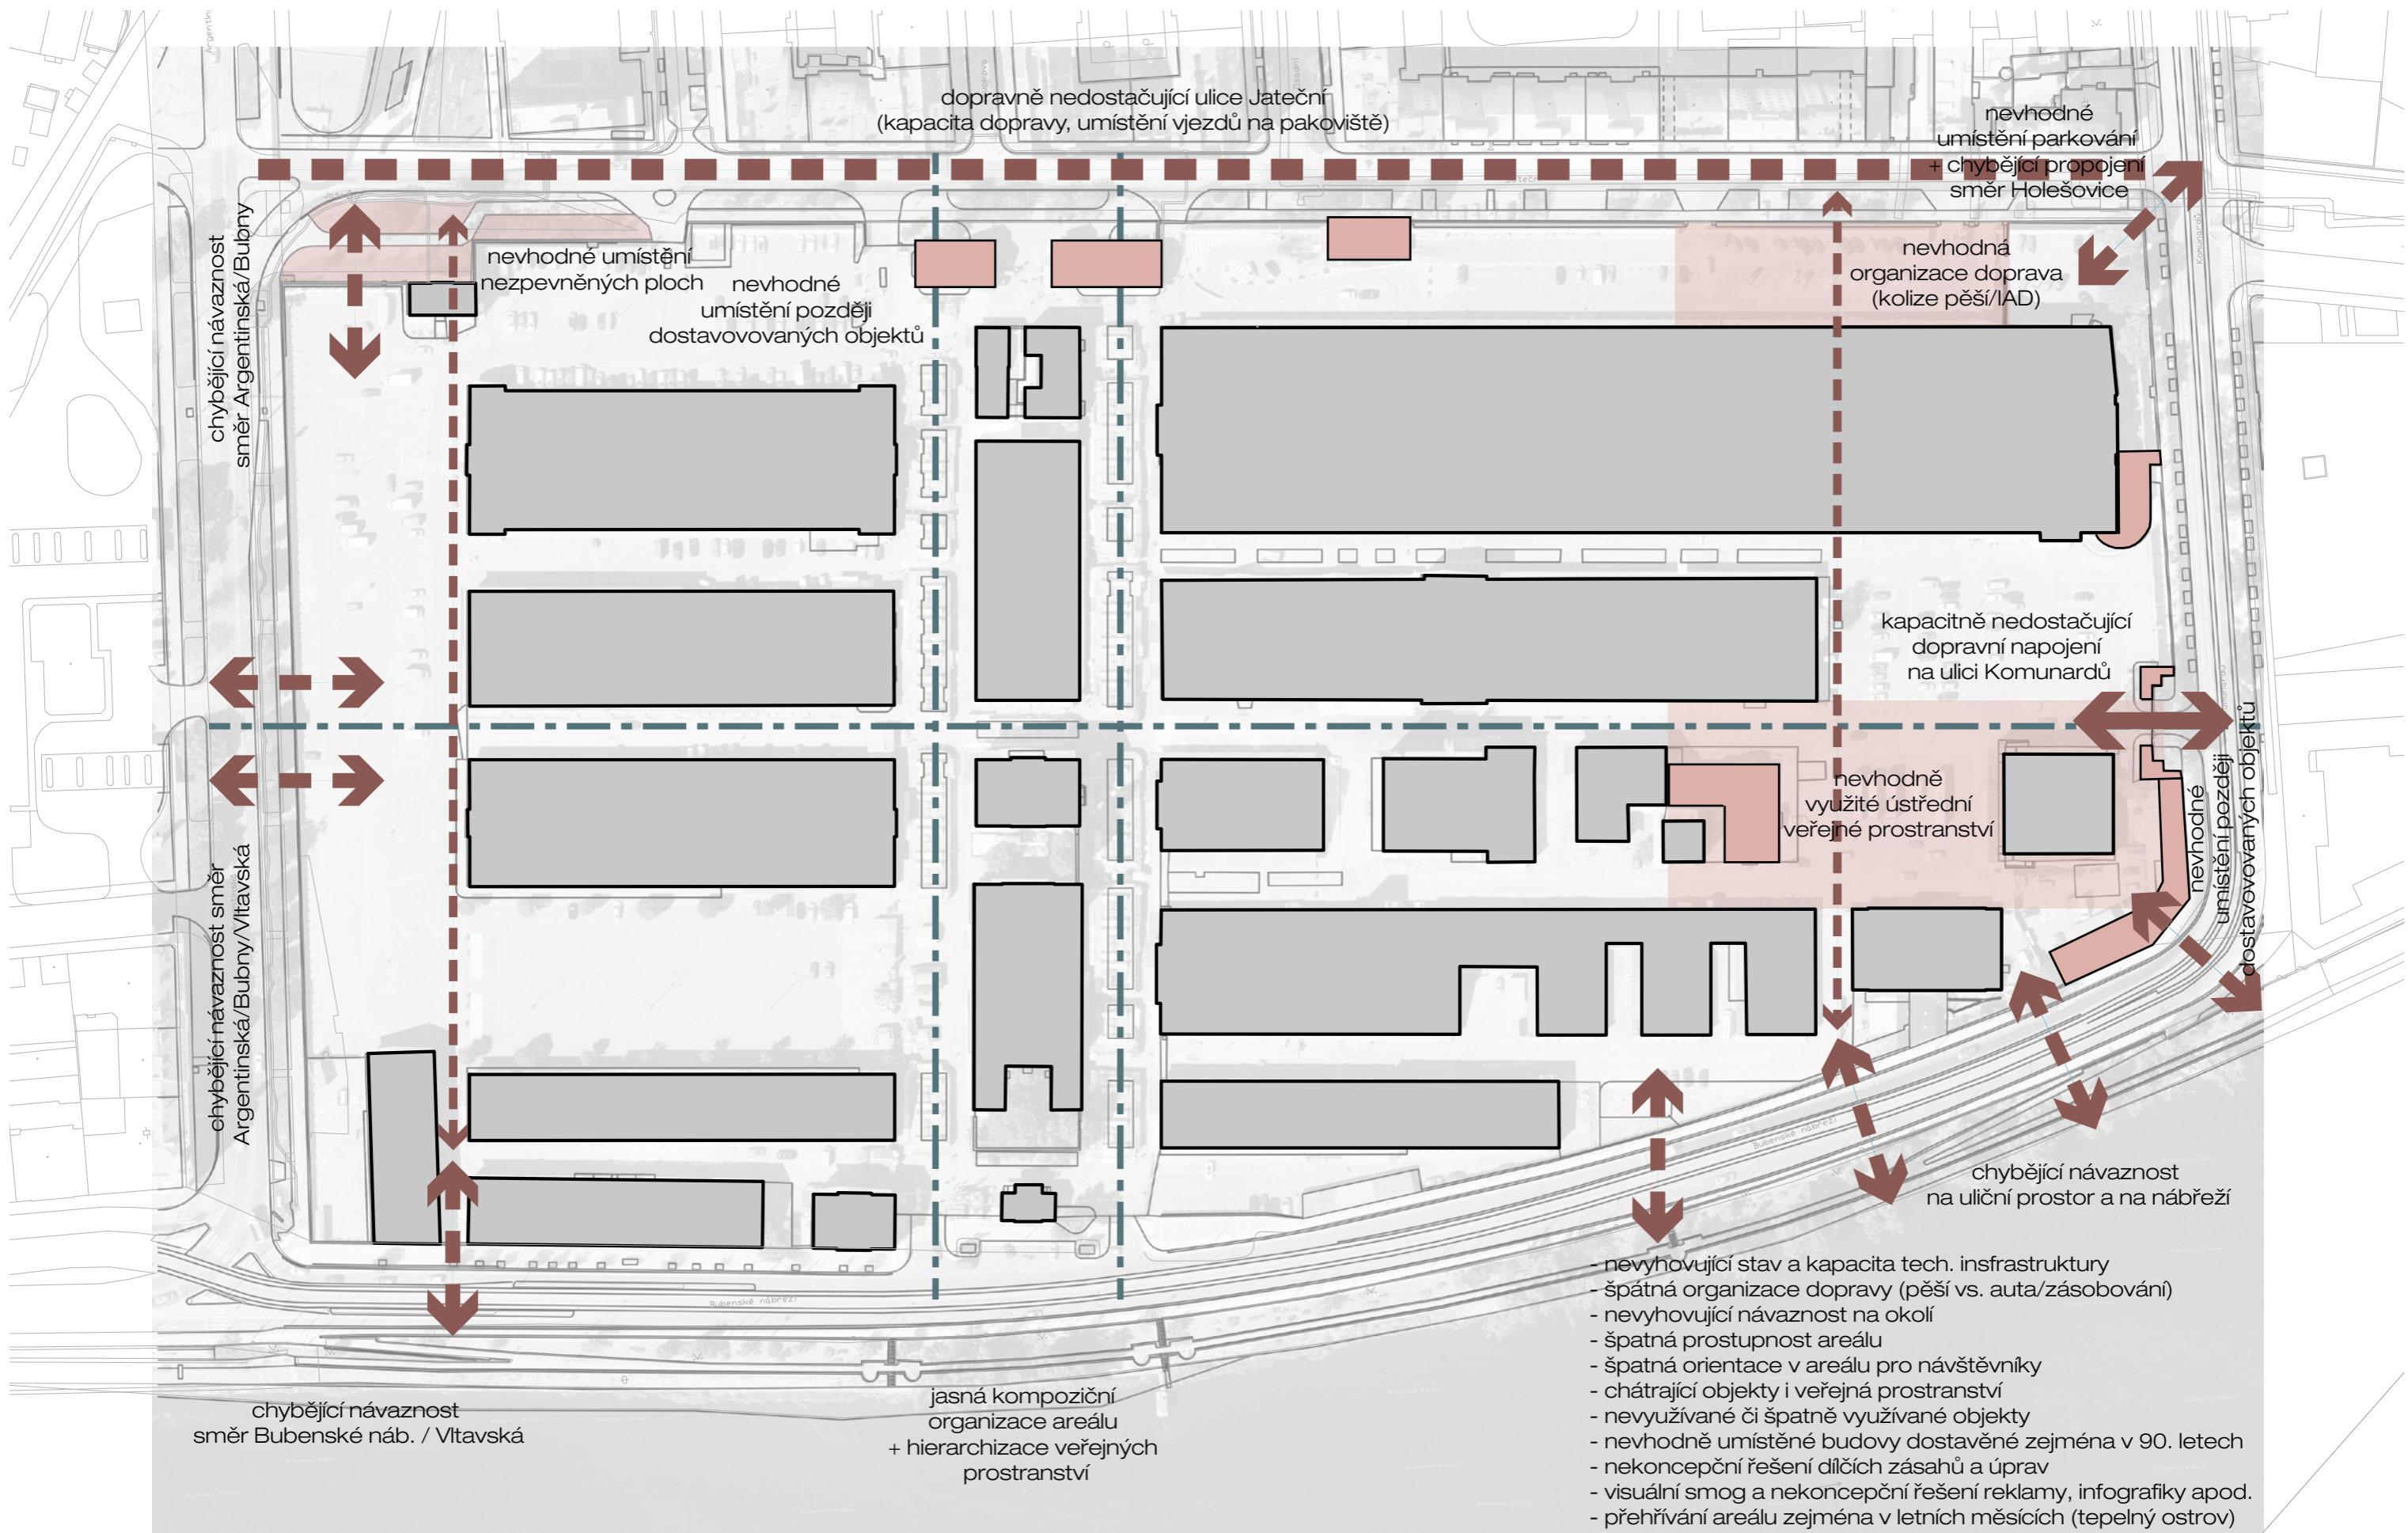 dopravně nedostačující ulice Jateční
(kapacita dopravy, umístění vjezdů na pakoviště)
nevhodné
umístění parkování
+ chybějící propojení
směr Holešovice
chybějící návaznost
směr Argentinská/Bubny
nevhodné umístění
nezpevněných ploch
nevhodné
umístění později
dostavovovaných objektů
nevhodná
organizace doprava
(kolize pěší/IAD)
kapacitně nedostačující
dopravní napojení
na ulici Komunardů
nevhodně
využité ústřední
veřejné prostranství
nevhodné
umístění později
dostavovovaných objektů
chybějící návaznost směr
Argentinská/Bubny/Vltavská
chybějící návaznost
na uliční prostor a na nábřeží
Bubenské nábřeží
Bubenské nábřeží
chybějící návaznost
směr Bubenské náb. / Vltavská
jasná kompoziční
organizace areálu
+ hierarchizace veřejných
prostranství
- nevyhovující stav a kapacita tech. insfrastruktury
- špatná organizace dopravy (pěší vs. auta/zásobování)
- nevyhovující návaznost na okolí
- špatná prostupnost areálu
- špatná orientace v areálu pro návštěvníky
- chátrající objekty i veřejná prostranství
- nevyužívané či špatně využívané objekty
- nevhodně umístěné budovy dostavěné zejména v 90. letech
- nekoncepční řešení dílčích zásahů a úprav
- visuální smog a nekoncepční řešení reklamy, infografiky apod.
- přehřívání areálu zejména v letních měsících (tepelný ostrov)